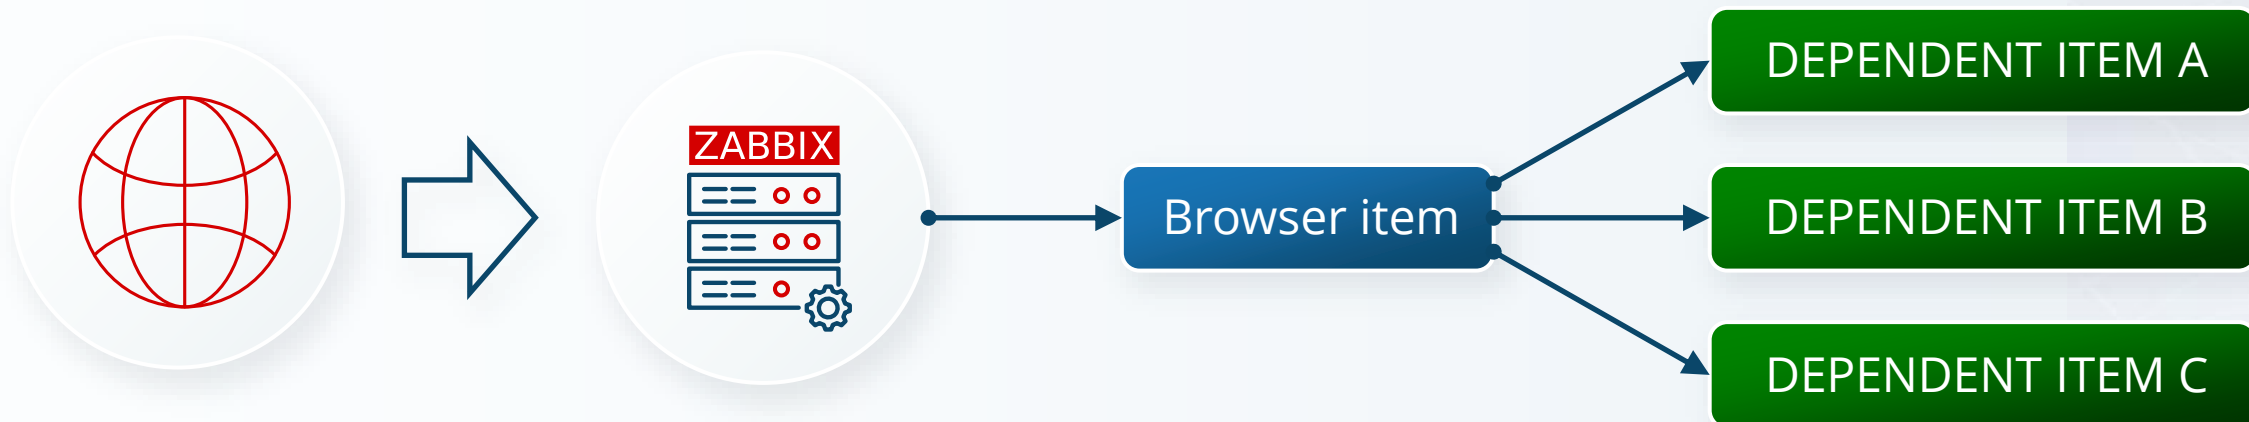 ZABBIX
Browser item
DEPENDENT ITEM A
DEPENDENT ITEM B
DEPENDENT ITEM C